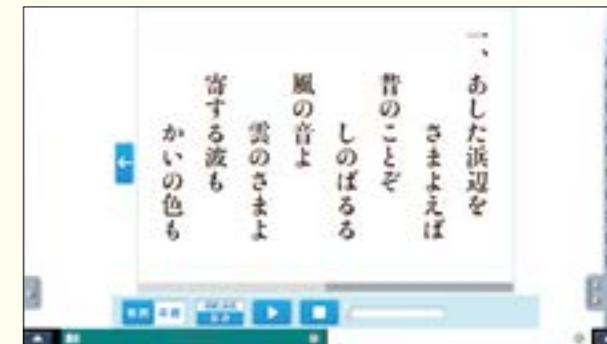 一、あした浜辺を
さまよえば
昔のことぞ
しのばるる
風の音よ
雲のさまよ
寄する波も
かいの色も